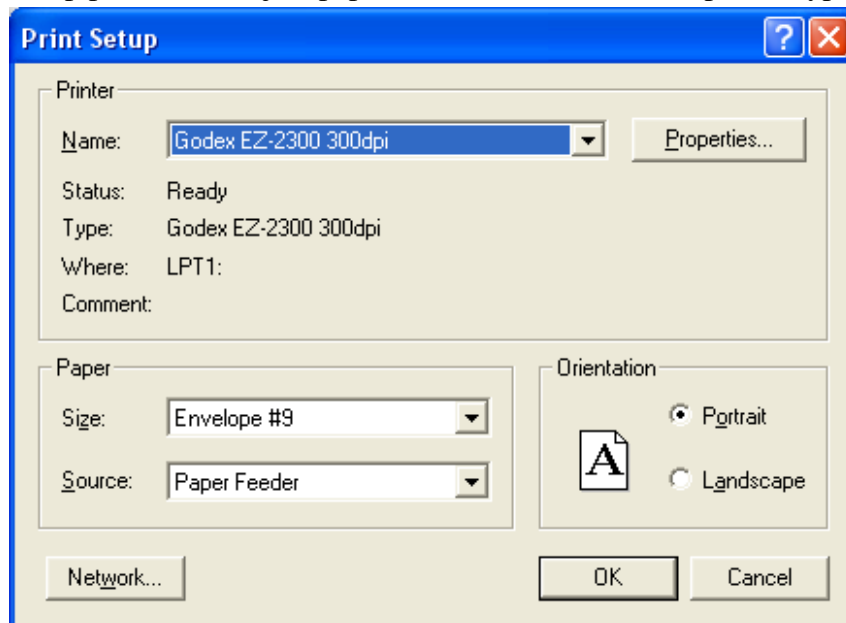 Print Setup
Printer
Name: Godex EZ-2300 300dpi Properties...
Status: Ready
Type: Godex EZ-2300 300dpi
Where: LPT1:
Comment:
Paper
Size: Envelope #9
Source: Paper Feeder
Orientation
A
Portrait
Landscape
Network... OK Cancel